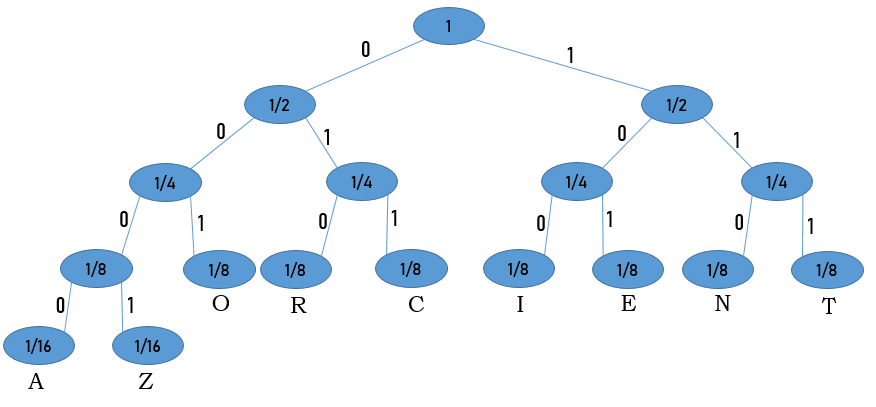 1
0 1
1/2 1/2
0 1 0 1
1/4 1/4 1/4 1/4
0 1 0 1 0 1 0 1
1/8 1/8 1/8 1/8 1/8 1/8 1/8 1/8
O R C I E N T
0 1
1/16 1/16
A Z